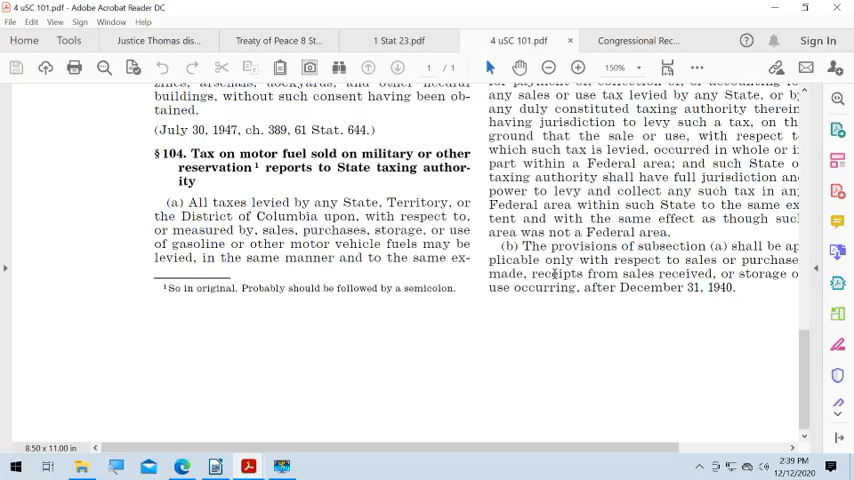 4 uSC 101.pdf - Adobe Acrobat Reader DC
File Edit View Sign Window Help
Home Tools Justice Thomas dis... Treaty of Peace 8 St... 1 Stat 23.pdf 4 uSC 101.pdf Congressional Rec... Sign In
1 / 1 150%
buildings, without such consent having been ob-
tained.
(July 30, 1947, ch. 389, 61 Stat. 644.)
§ 104. Tax on motor fuel sold on military or other
reservation 1 reports to State taxing author-
ity
(a) All taxes levied by any State, Territory, or
the District of Columbia upon, with respect to,
or measured by, sales, purchases, storage, or use
of gasoline or other motor vehicle fuels may be
levied, in the same manner and to the same ex-
1 So in original. Probably should be followed by a semicolon.
any sales or use tax levied by any State, or by
any duly constituted taxing authority therein
having jurisdiction to levy such a tax, on th
ground that the sale or use, with respect t
which such tax is levied, occurred in whole or i
part within a Federal area; and such State o
taxing authority shall have full jurisdiction and
power to levy and collect any such tax in an
Federal area within such State to the same ex
tent and with the same effect as though suc
area was not a Federal area.
(b) The provisions of subsection (a) shall be ap
plicable only with respect to sales or purchase
made, receipts from sales received, or storage o
use occurring, after December 31, 1940.
8.50 x 11.00 in
2:39 PM
12/12/2020